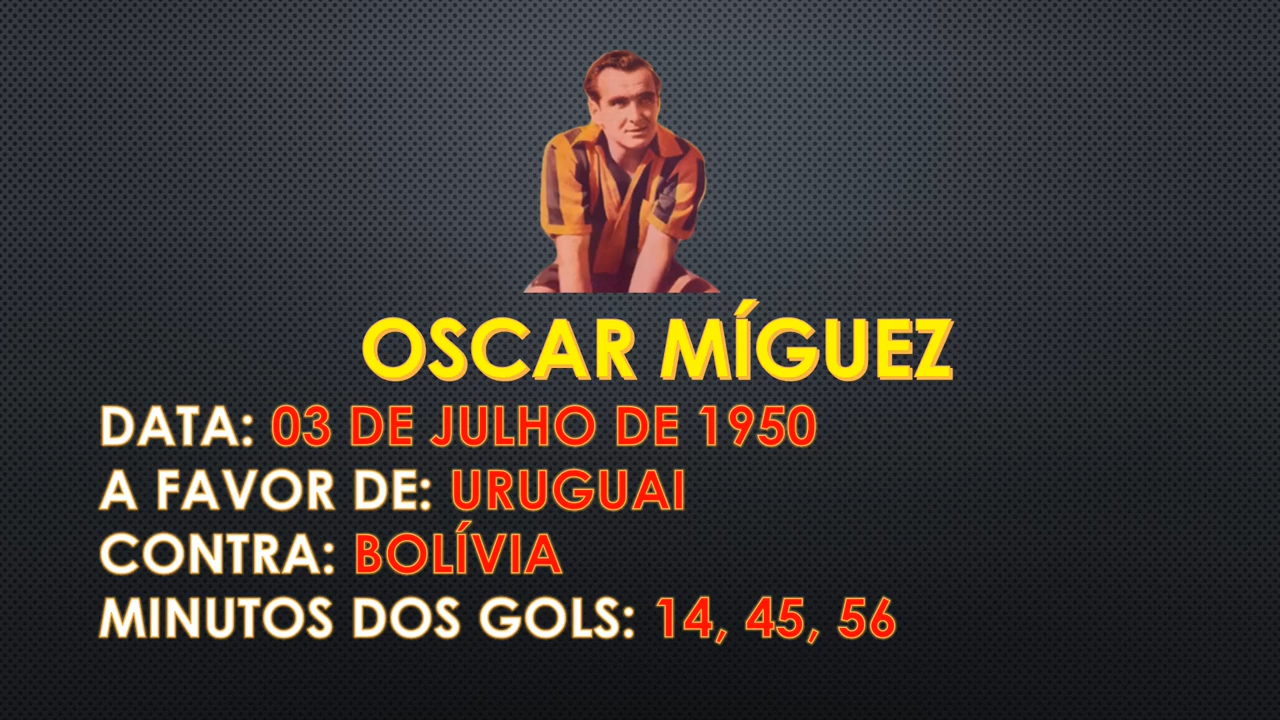 OSCAR MÍGUEZ
DATA: 03 DE JULHO DE 1950
A FAVOR DE: URUGUAI
CONTRA: BOLÍVIA
MINUTOS DOS GOLS: 14, 45, 56